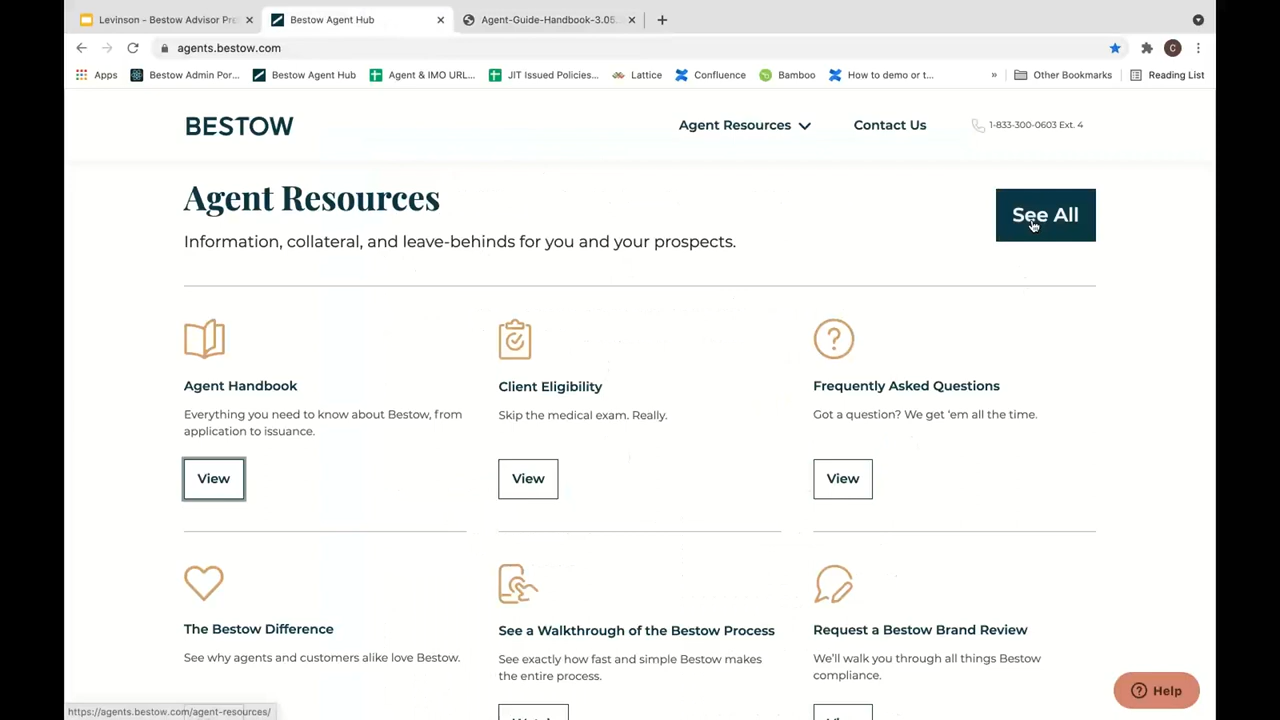 Levinson - Bestow Advisor Pre
Bestow Agent Hub
Agent-Guide-Handbook-3.05.
agents.bestow.com
Apps
Bestow Admin Por...
Bestow Agent Hub
Agent & IMO URL...
JIT Issued Policies...
Lattice
Confluence
Bamboo
How to demo or t...
»
Other Bookmarks
Reading List
BESTOW
Agent Resources
Contact Us
1-833-300-0603 Ext. 4
Agent Resources
See All
Information, collateral, and leave-behinds for you and your prospects.
Agent Handbook
Everything you need to know about Bestow, from
application to issuance.
View
Client Eligibility
Skip the medical exam. Really.
View
Frequently Asked Questions
Got a question? We get 'em all the time.
View
The Bestow Difference
See why agents and customers alike love Bestow.
See a Walkthrough of the Bestow Process
See exactly how fast and simple Bestow makes
the entire process.
Request a Bestow Brand Review
We'll walk you through all things Bestow
compliance.
Help
https://agents.bestow.com/agent-resources/